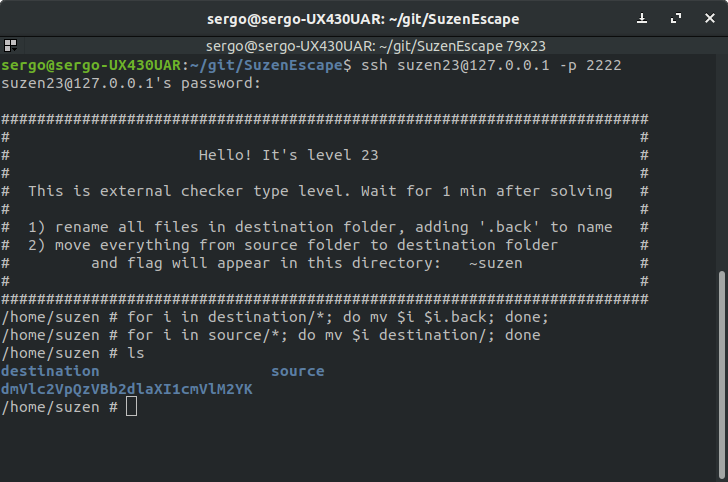 sergo@sergo-UX430UAR: ~/git/SuzenEscape
sergo@sergo-UX430UAR: ~/git/SuzenEscape 79x23
sergo@sergo-UX430UAR:~/git/SuzenEscape$ ssh suzen23@127.0.0.1 -p 2222
suzen23@127.0.0.1's password:
########################################################################
#                                                                      #
#                     Hello! It's level 23                             #
#                                                                      #
#  This is external checker type level. Wait for 1 min after solving   #
#                                                                      #
#  1) rename all files in destination folder, adding '.back' to name   #
#  2) move everything from source folder to destination folder         #
#         and flag will appear in this directory:   ~suzen             #
#                                                                      #
########################################################################
/home/suzen # for i in destination/*; do mv $i $i.back; done;
/home/suzen # for i in source/*; do mv $i destination/; done
/home/suzen # ls
destination                   source
dmVlc2VpQzVBb2dlaXI1cmVlM2YK
/home/suzen #